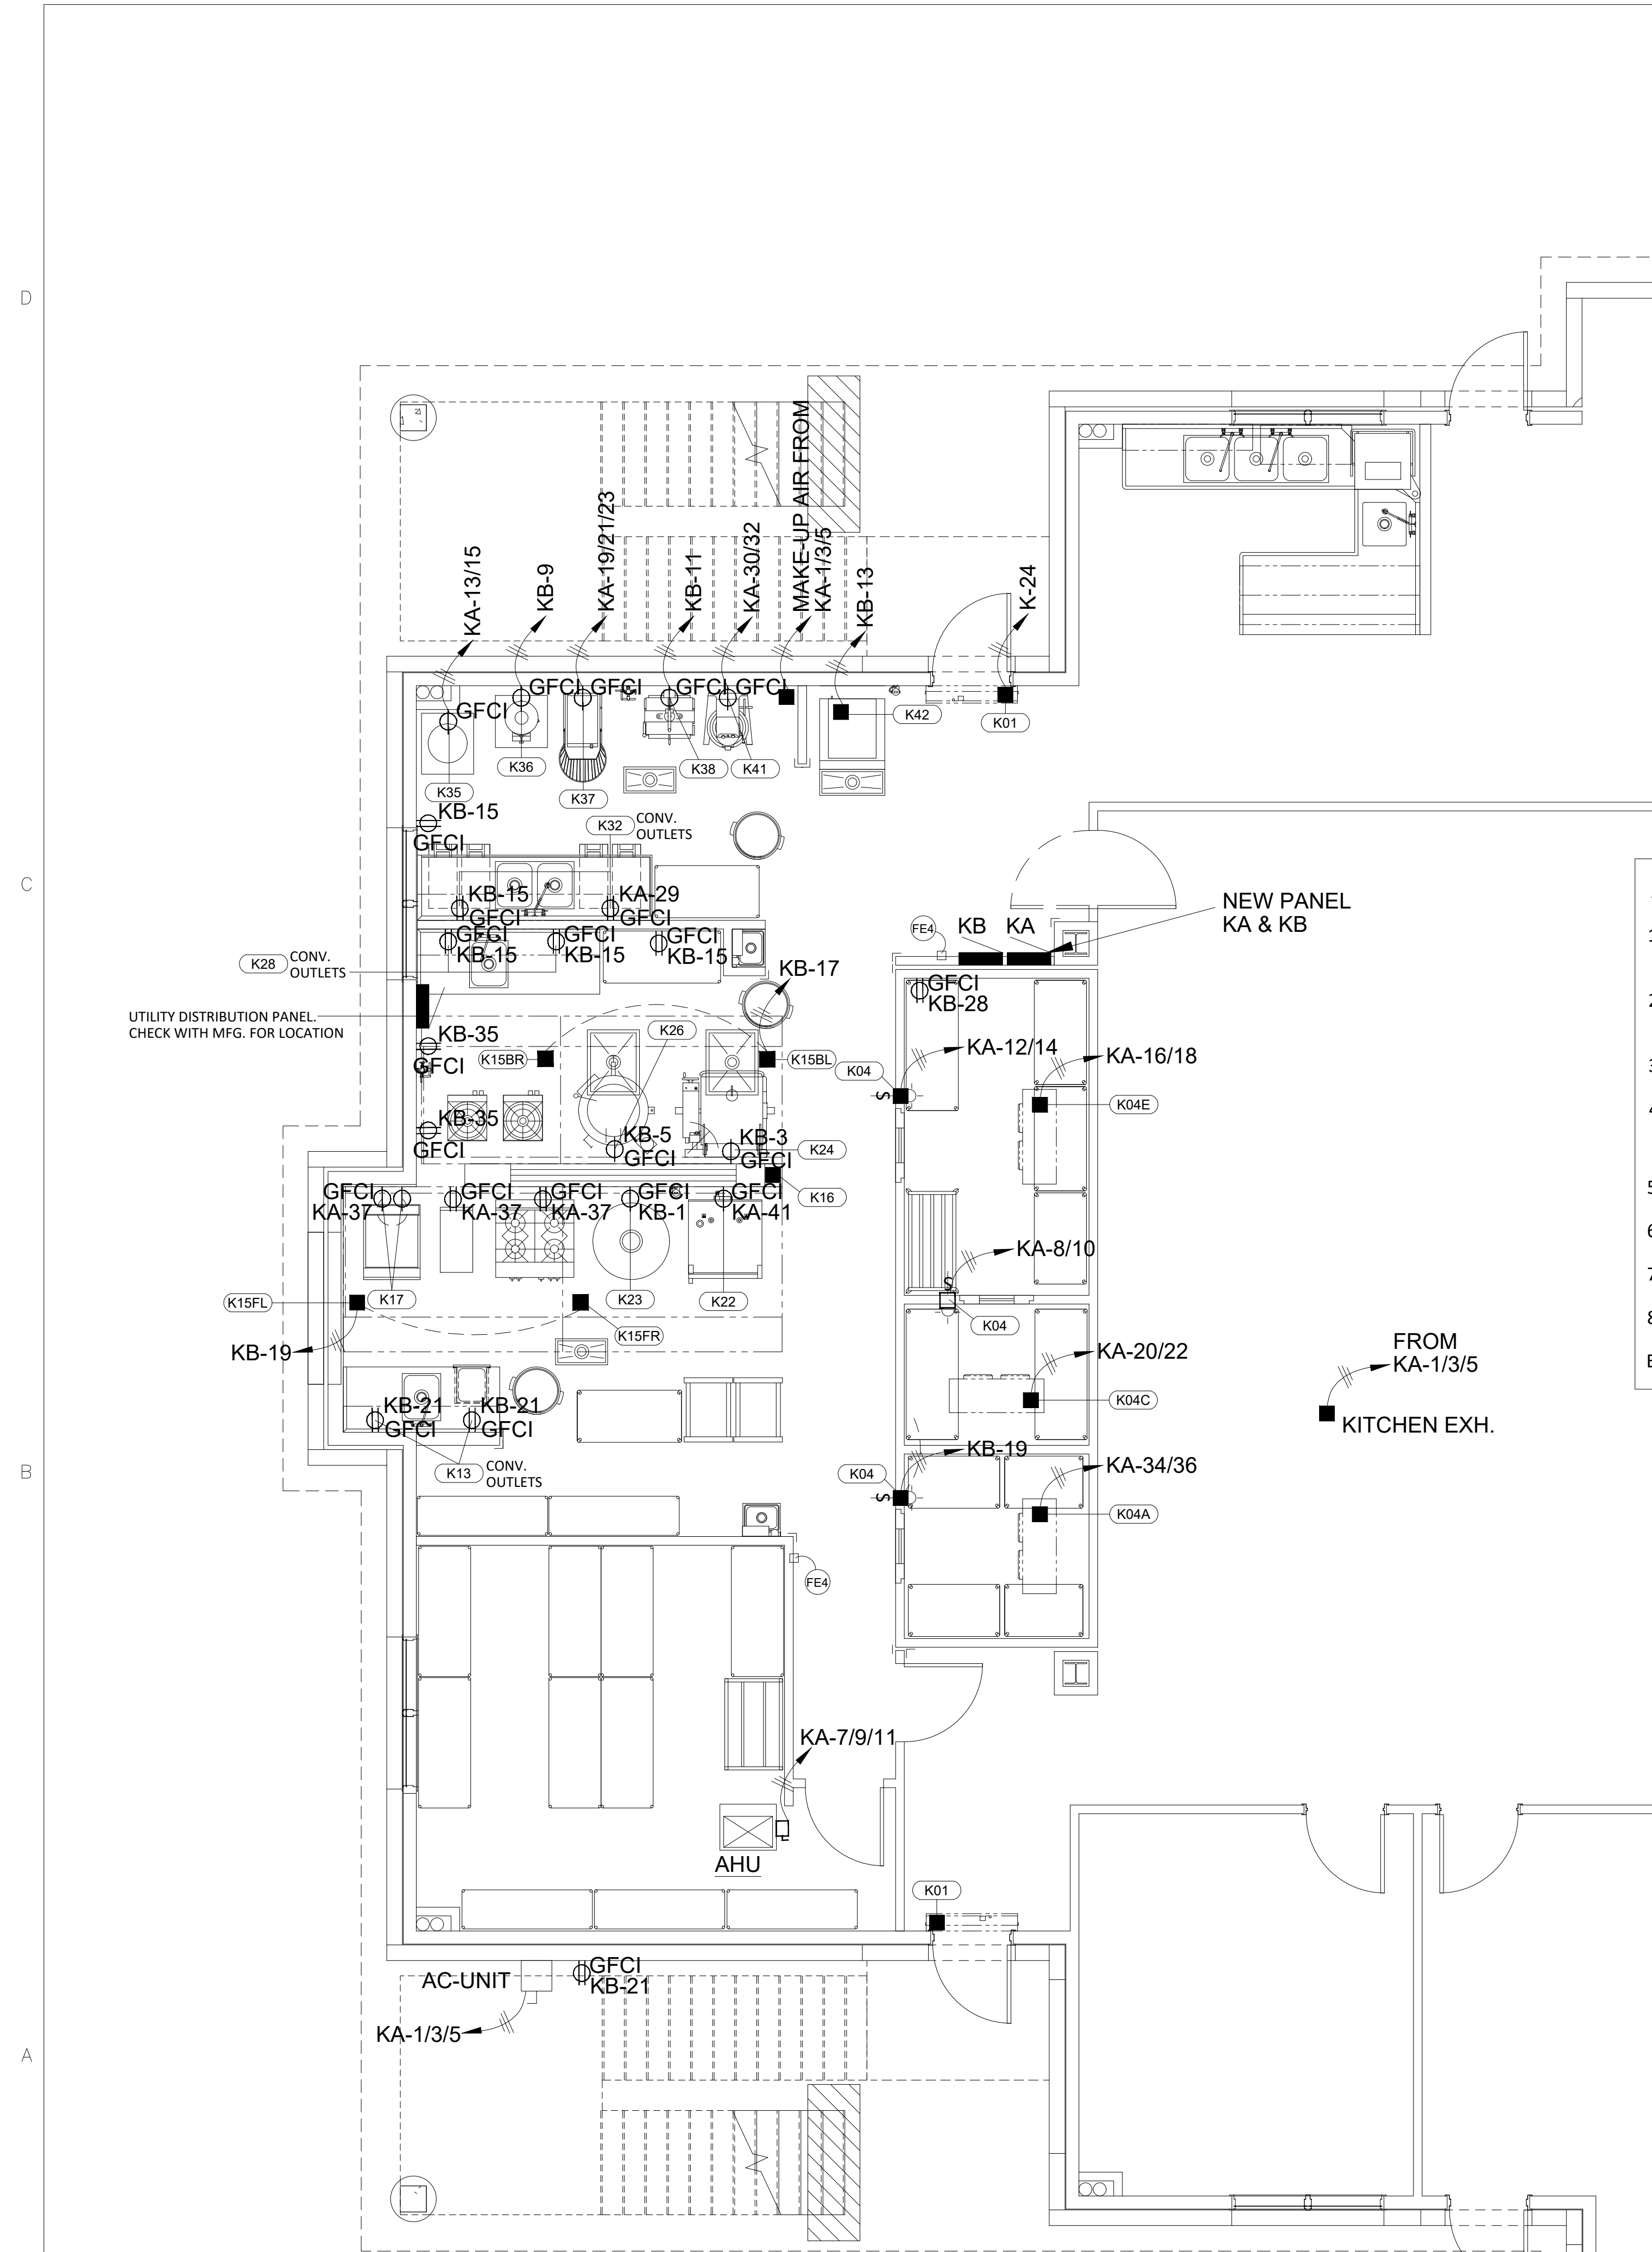 D
MAKE-UP AIR FROM
KA-1/3/5
KA-13/15
KB-9
KA-19/21/23
KB-11
KA-30/32
KB-13
K-24
GFCI
GFCI
GFCI
GFCI
GFCI
K42
K01
K36
K38
K41
K35
K37
KB-15
GFCI
K32
CONV.
OUTLETS
C
KB-15
GFCI
KA-29
GFCI
NEW PANEL
KA & KB
FE4
KB
KA
GFCI
KB-15
GFCI
KB-15
GFCI
KB-15
K28
CONV.
OUTLETS
KB-17
GFCI
KB-28
UTILITY DISTRIBUTION PANEL.
CHECK WITH MFG. FOR LOCATION
KB-35
GFCI
K26
K15BR
K15BL
K04
S
KA-12/14
KA-16/18
K04E
KB-35
GFCI
KB-5
GFCI
KB-3
GFCI
K24
K16
GFCI
KA-37
GFCI
KA-37
GFCI
KA-37
GFCI
KB-1
GFCI
KA-41
KA-8/10
S
K04
K15FL
K17
K23
K22
K15FR
KB-19
KA-20/22
K04C
FROM
KA-1/3/5
KITCHEN EXH.
KB-21
GFCI
KB-21
GFCI
K13
CONV.
OUTLETS
B
KB-19
K04
S
KA-34/36
K04A
FE4
KA-7/9/11
AHU
K01
AC-UNIT
GFCI
KB-21
KA-1/3/5
A